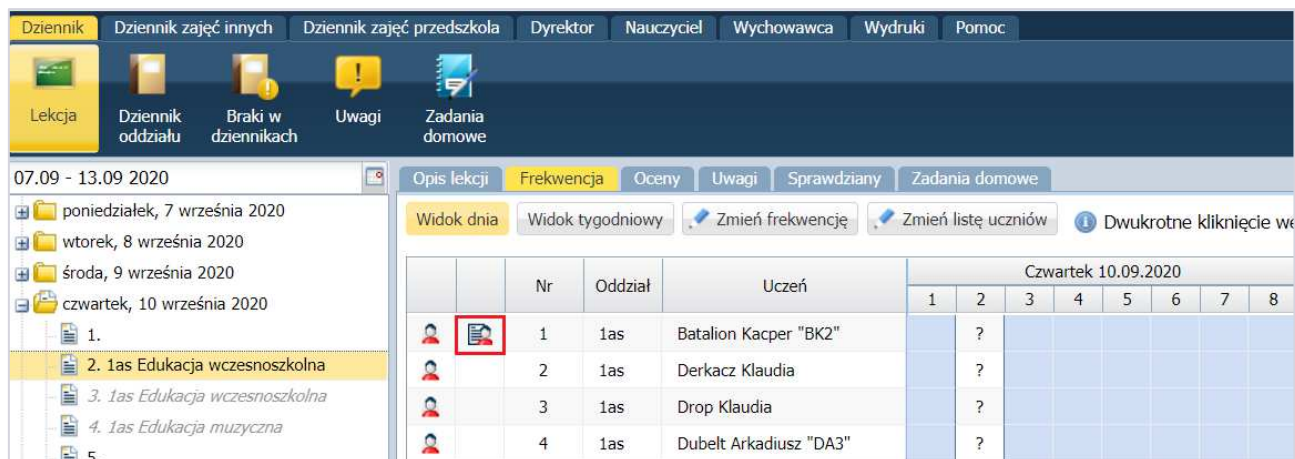 Dziennik Dziennik zajęć innych Dziennik zajęć przedszkola Dyrektor Nauczyciel Wychowawca Wydruki Pomoc
Lekcja Dziennik oddziału Braki w dziennikach Uwagi Zadania domowe
07.09 - 13.09 2020
poniedziałek, 7 września 2020
wtorek, 8 września 2020
środa, 9 września 2020
czwartek, 10 września 2020
1.
2. 1as Edukacja wczesnoszkolna
3. 1as Edukacja wczesnoszkolna
4. 1as Edukacja muzyczna
5.
Opis lekcji Frekwencja Oceny Uwagi Sprawdziany Zadania domowe
Widok dnia Widok tygodniowy Zmień frekwencję Zmień listę uczniów Dwukrotne kliknięcie we
Nr Oddział Uczeń Czwartek 10.09.2020
1 2 3 4 5 6 7 8
1 1as Batalion Kacper "BK2" ?
2 1as Derkacz Klaudia ?
3 1as Drop Klaudia ?
4 1as Dubelt Arkadiusz "DA3" ?